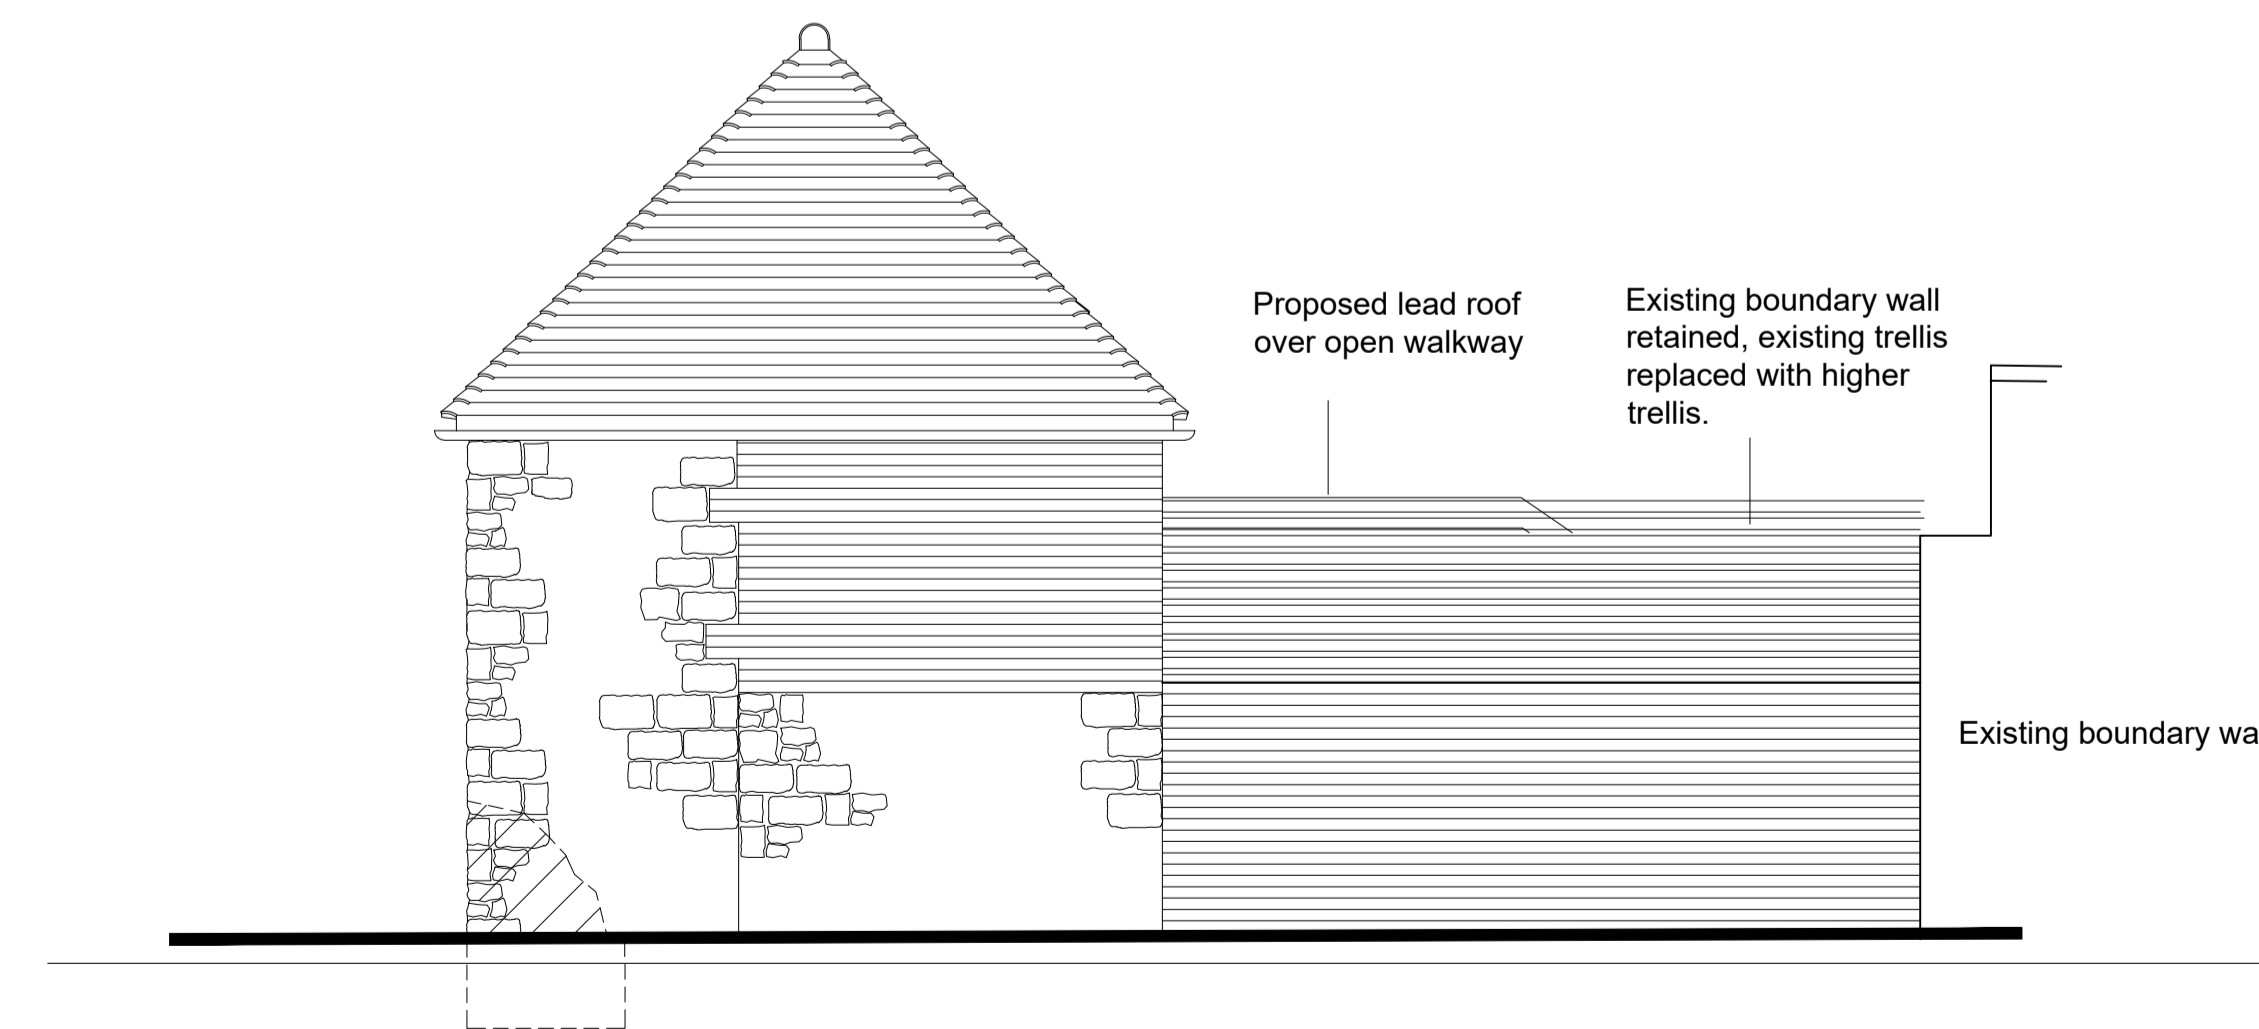 Proposed lead roof
over open walkway
Existing boundary wall
retained, existing trellis
replaced with higher
trellis.
Existing boundary wa